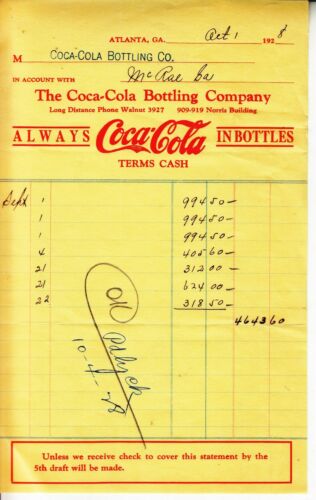 ATLANTA, GA. Oct 1 1928
M COCA-COLA BOTTLING CO.
IN ACCOUNT WITH McRae Ga
The Coca-Cola Bottling Company
Long Distance Phone Walnut 3927 909-919 Norris Building
ALWAYS Coca-Cola IN BOTTLES
TERMS CASH
Sept 1 994 50
1 994 50
1 994 50
4 405 60
21 312 00
21 624 00
22 318 50
4643 60
OK
10-4-28
Unless we receive check to cover this statement by the
5th draft will be made.